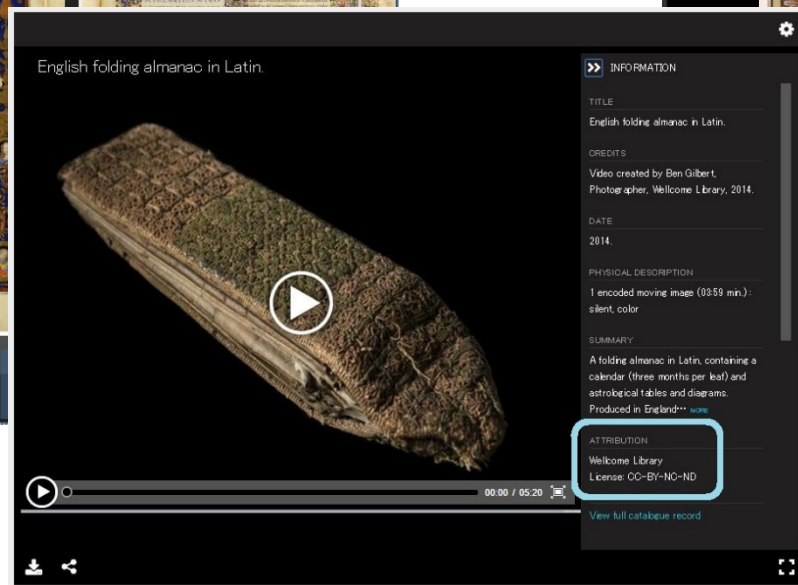 English folding almanac in Latin.
00:00 / 05:20
INFORMATION
TITLE
English folding almanac in Latin.
CREDITS
Video created by Ben Gilbert,
Photographer, Wellcome Library, 2014.
DATE
2014.
PHYSICAL DESCRIPTION
1 encoded moving image (03:59 min.) :
silent, color
SUMMARY
A folding almanac in Latin, containing a
calendar (three months per leaf) and
astrological tables and diagrams.
Produced in England… MORE
ATTRIBUTION
Wellcome Library
License: CC-BY-NC-ND
View full catalogue record